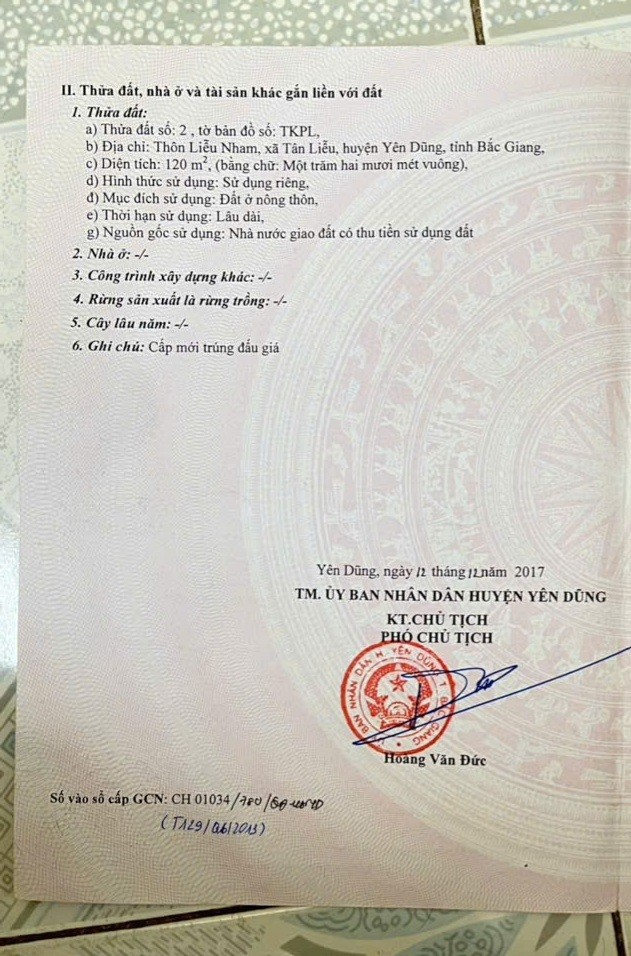 II. Thửa đất, nhà ở và tài sản khác gắn liền với đất
1. Thửa đất:
a) Thửa đất số: 2 , tờ bản đồ số: TKPL,
b) Địa chỉ: Thôn Liễu Nham, xã Tân Liễu, huyện Yên Dũng, tỉnh Bắc Giang,
c) Diện tích: 120 m², (bằng chữ: Một trăm hai mươi mét vuông),
d) Hình thức sử dụng: Sử dụng riêng,
đ) Mục đích sử dụng: Đất ở nông thôn,
e) Thời hạn sử dụng: Lâu dài,
g) Nguồn gốc sử dụng: Nhà nước giao đất có thu tiền sử dụng đất
2. Nhà ở: -/-
3. Công trình xây dựng khác: -/-
4. Rừng sản xuất là rừng trồng: -/-
5. Cây lâu năm: -/-
6. Ghi chú: Cấp mới trúng đấu giá
Yên Dũng, ngày 12 tháng 12 năm 2017
TM. ỦY BAN NHÂN DÂN HUYỆN YÊN DŨNG
KT.CHỦ TỊCH
PHÓ CHỦ TỊCH
BAN NHÂN DÂN H. YÊN DŨNG T. BẮC GIANG
Hoàng Văn Đức
Số vào sổ cấp GCN: CH 01034